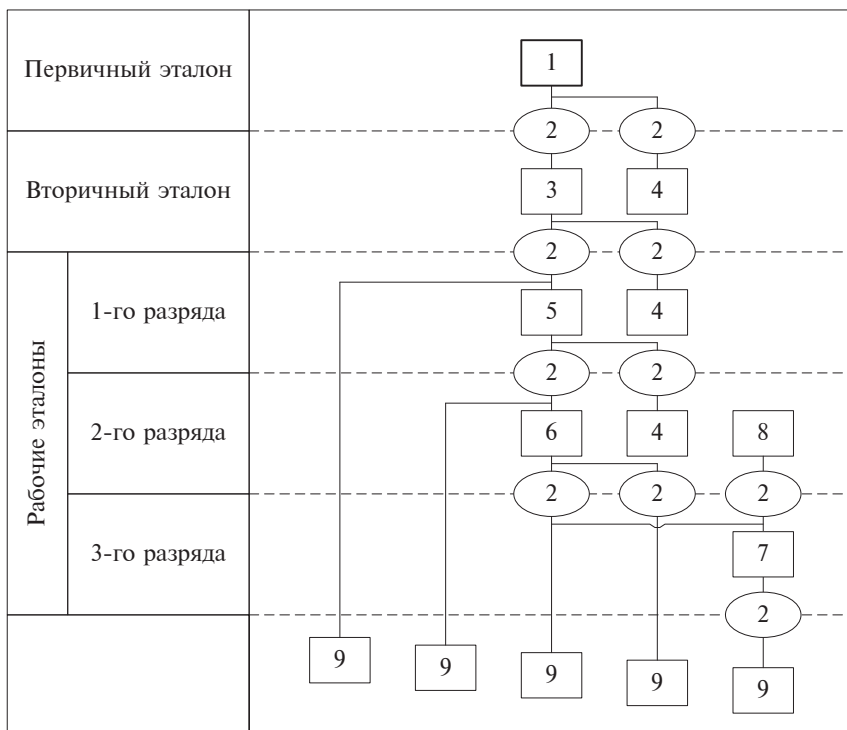 Первичный эталон
1
2 2
Вторичный эталон
3 4
2 2
Рабочие эталоны
1-го разряда
5 4
2 2
2-го разряда
6 4 8
2 2 2
3-го разряда
7
2
9 9 9 9 9